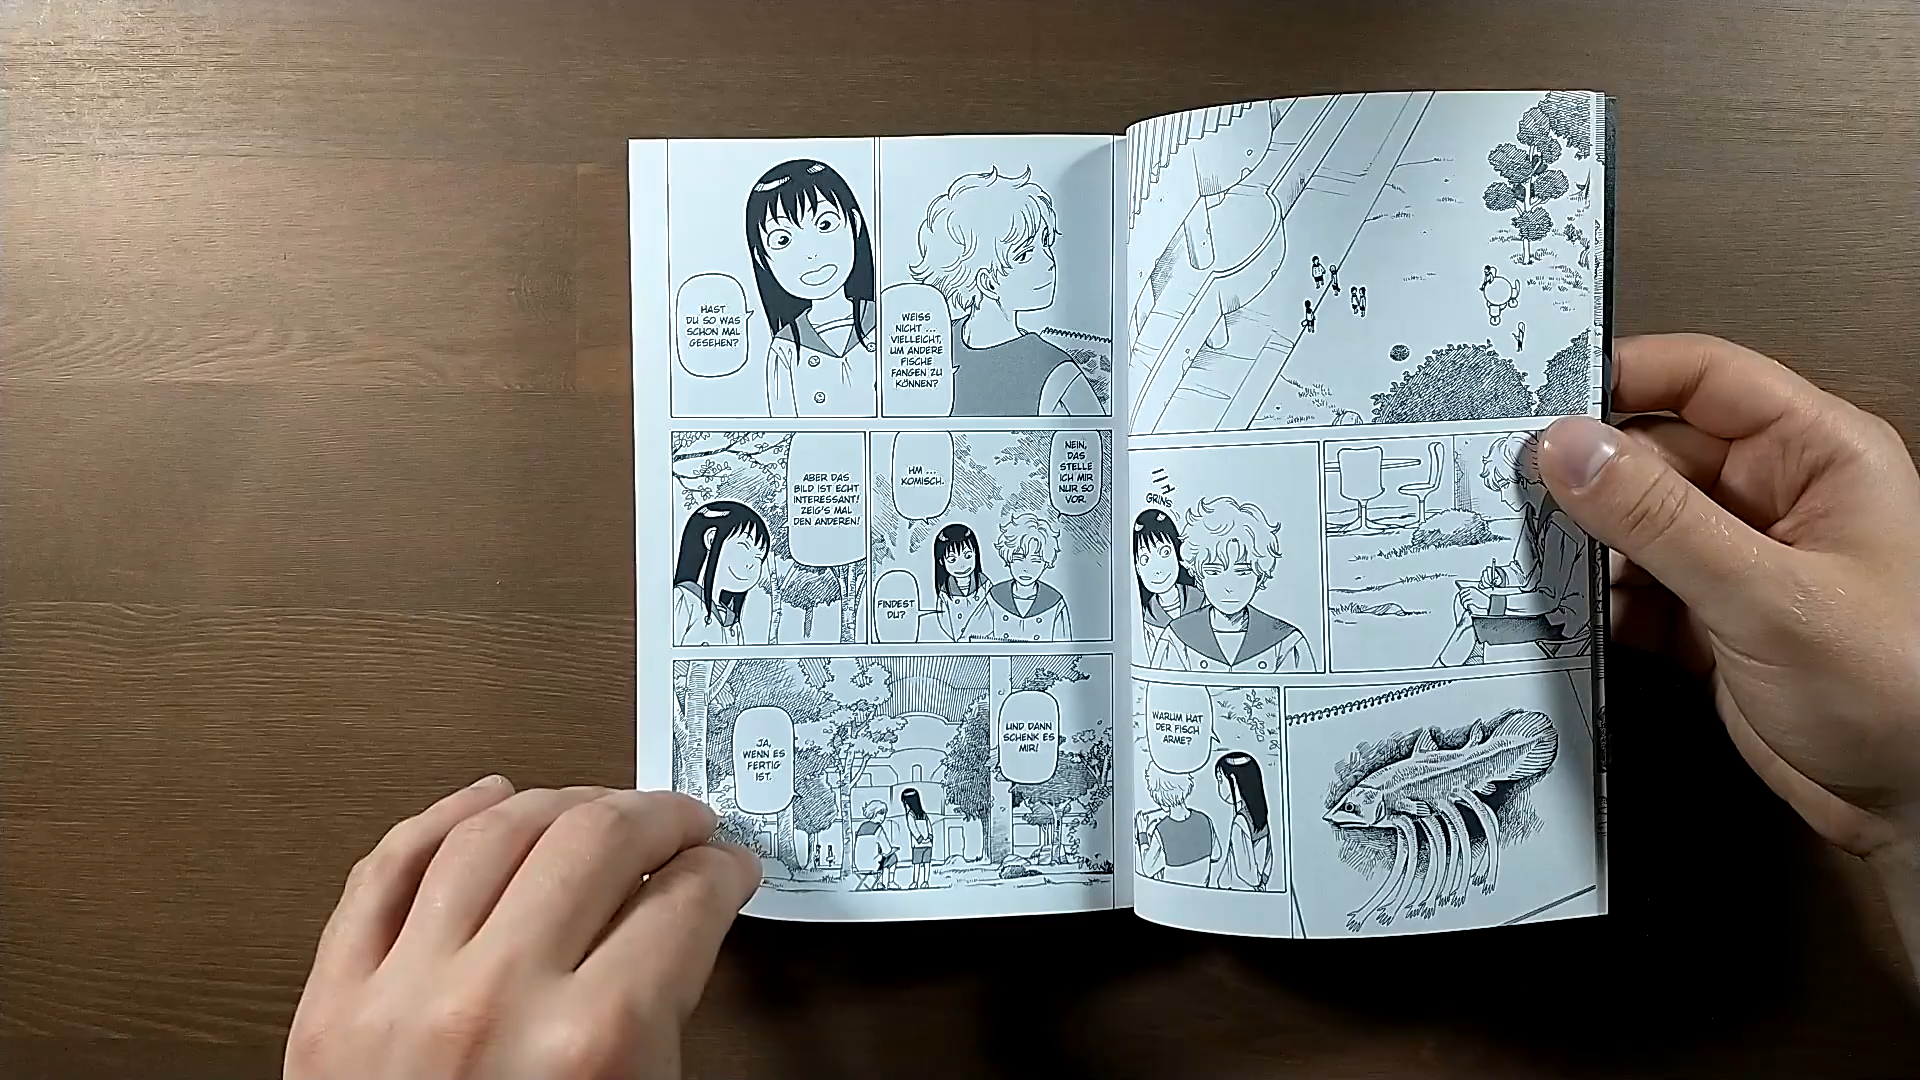 GRINS
WARUM HAT
DER FISCH
ARME?
WEISS
NICHT ...
VIELLEICHT,
UM ANDERE
FISCHE
FANGEN ZU
KÖNNEN?
HAST
DU SO WAS
SCHON MAL
GESEHEN?
NEIN,
DAS
STELLE
ICH MIR
NUR SO
VOR.
HM ...
KOMISCH.
FINDEST
DU?
ABER DAS
BILD IST ECHT
INTERESSANT!
ZEIG'S MAL
DEN ANDEREN!
UND DANN
SCHENK ES
MIR!
JA,
WENN ES
FERTIG
IST.